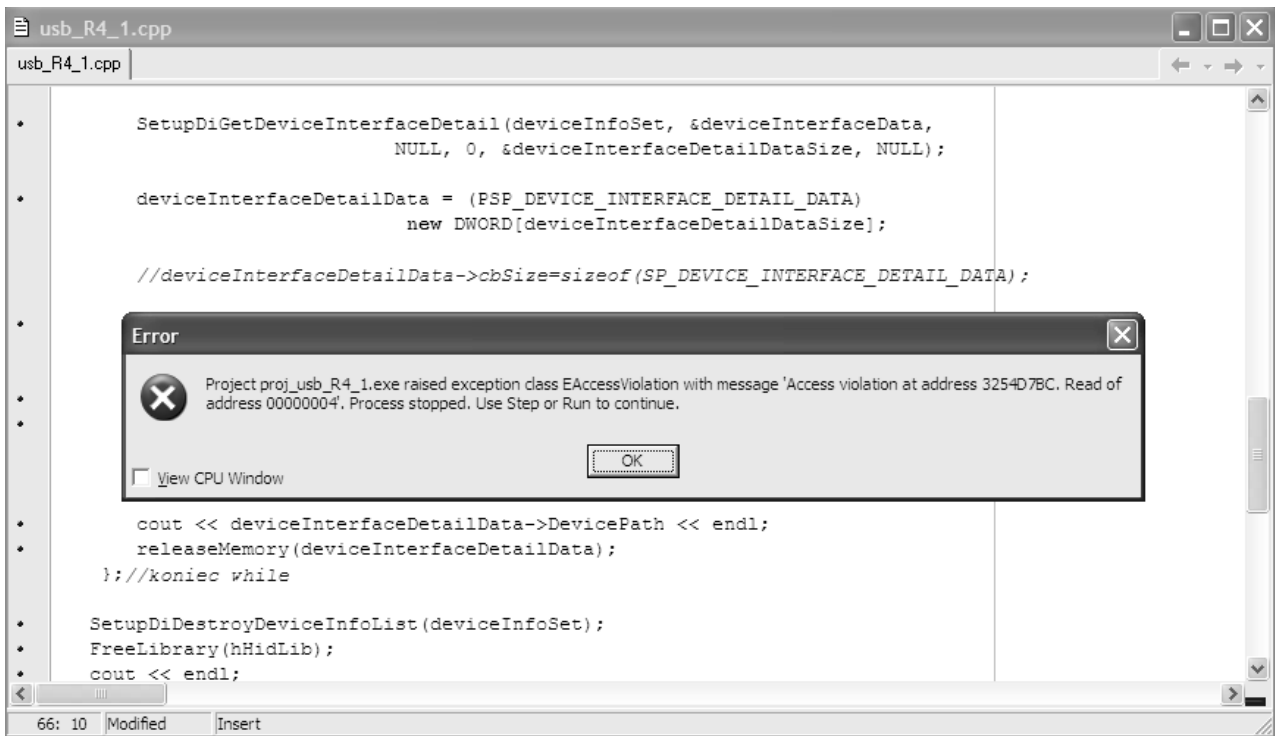 usb_R4_1.cpp
usb_R4_1.cpp
SetupDiGetDeviceInterfaceDetail(deviceInfoSet, &deviceInterfaceData,
NULL, 0, &deviceInterfaceDetailDataSize, NULL);
deviceInterfaceDetailData = (PSP_DEVICE_INTERFACE_DETAIL_DATA)
new DWORD[deviceInterfaceDetailDataSize];
//deviceInterfaceDetailData->cbSize=sizeof(SP_DEVICE_INTERFACE_DETAIL_DATA);
Error
Project proj_usb_R4_1.exe raised exception class EAccessViolation with message 'Access violation at address 3254D7BC. Read of
address 00000004'. Process stopped. Use Step or Run to continue.
OK
View CPU Window
cout << deviceInterfaceDetailData->DevicePath << endl;
releaseMemory(deviceInterfaceDetailData);
};//koniec while
SetupDiDestroyDeviceInfoList(deviceInfoSet);
FreeLibrary(hHidLib);
cout << endl;
66: 10 Modified Insert